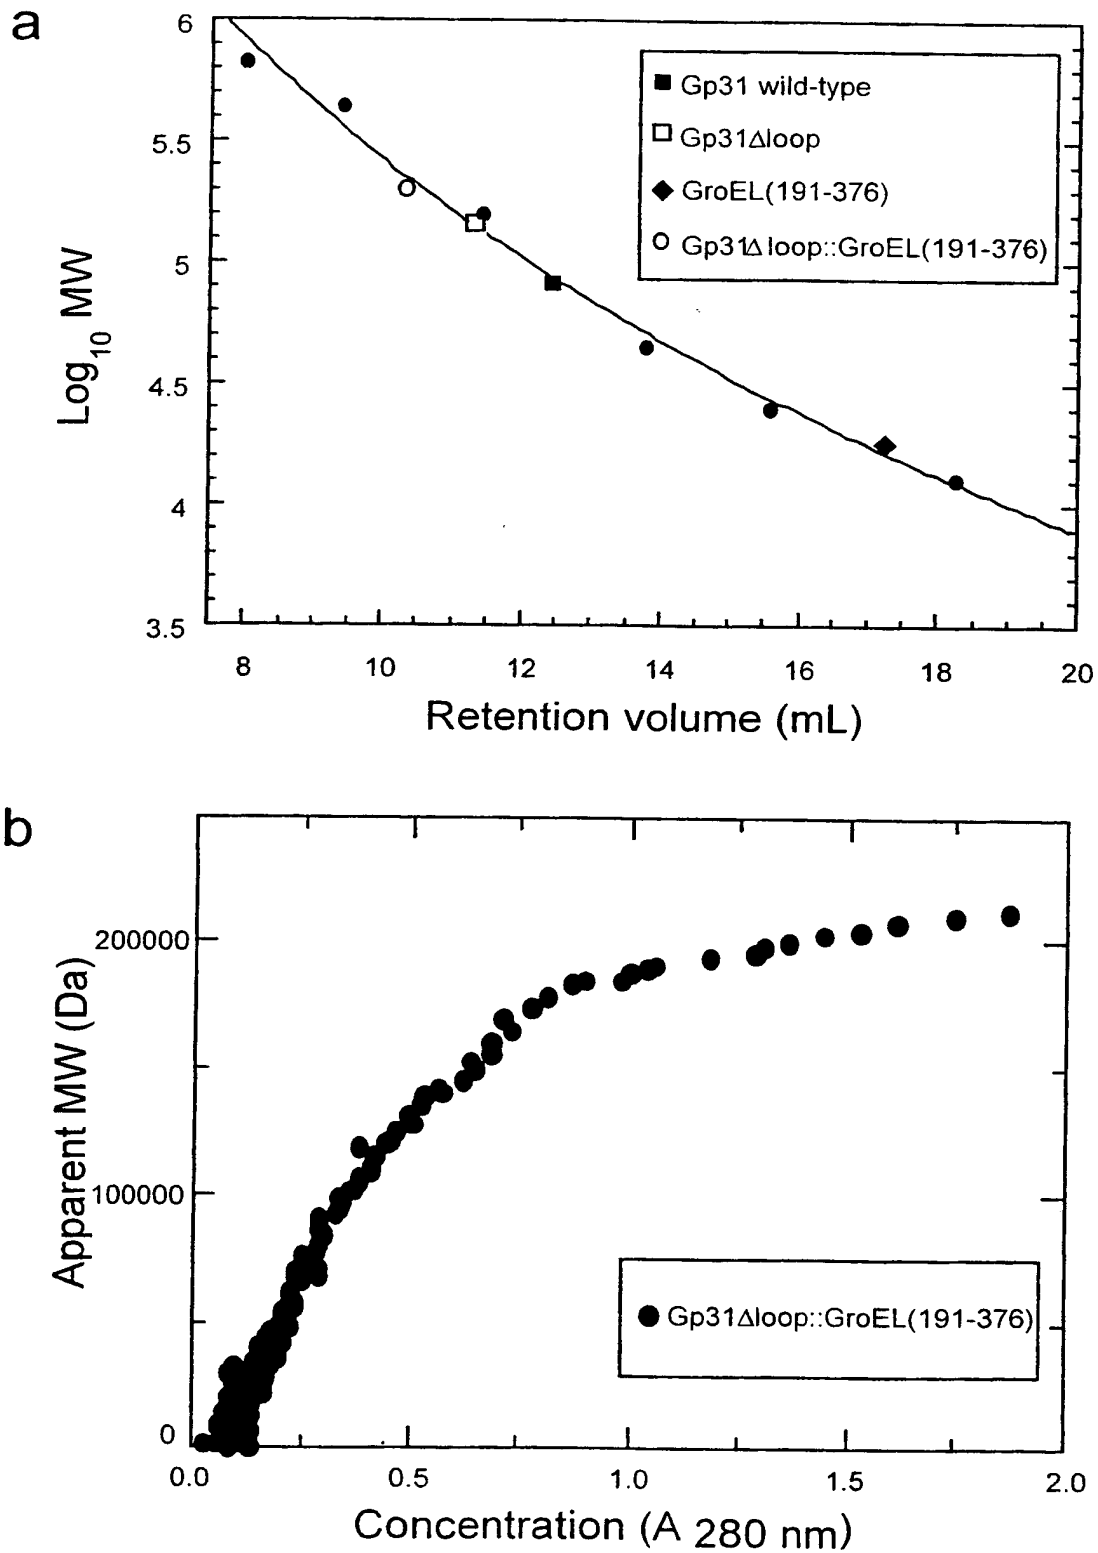 a
6
5.5
5
4.5
4
3.5
Log10 MW
Gp31 wild-type
Gp31Δloop
GroEL(191-376)
Gp31Δ loop::GroEL(191-376)
8 10 12 14 16 18 20
Retention volume (mL)
b
200000
100000
0
Apparent MW (Da)
Gp31Δloop::GroEL(191-376)
0.0 0.5 1.0 1.5 2.0
Concentration (A 280 nm)